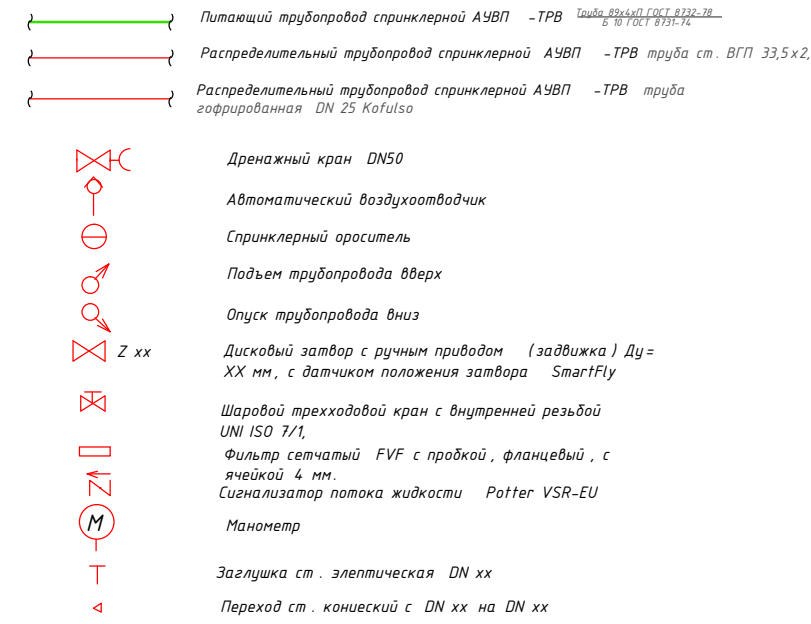 Питающий трубопровод спринклерной АУВП -ТРВ Труба 89х4хП ГОСТ 8732-78
Б 10 ГОСТ 8731-74
Распределительный трубопровод спринклерной АУВП -ТРВ труба ст. ВГП 33,5х2,
Распределительный трубопровод спринклерной АУВП -ТРВ труба
гофрированная DN 25 Kofulso
Дренажный кран DN50
Автоматический воздухоотводчик
Спринклерный ороситель
Подъем трубопровода вверх
Опуск трубопровода вниз
Z xx Дисковый затвор с ручным приводом (задвижка) Ду=
XX мм, с датчиком положения затвора SmartFly
Шаровой трехходовой кран с внутренней резьбой
UNI ISO 7/1,
Фильтр сетчатый FVF с пробкой, фланцевый, с
ячейкой 4 мм.
Сигнализатор потока жидкости Potter VSR-EU
М Манометр
Заглушка ст. элептическая DN xx
Переход ст. кониеский с DN xx на DN xx